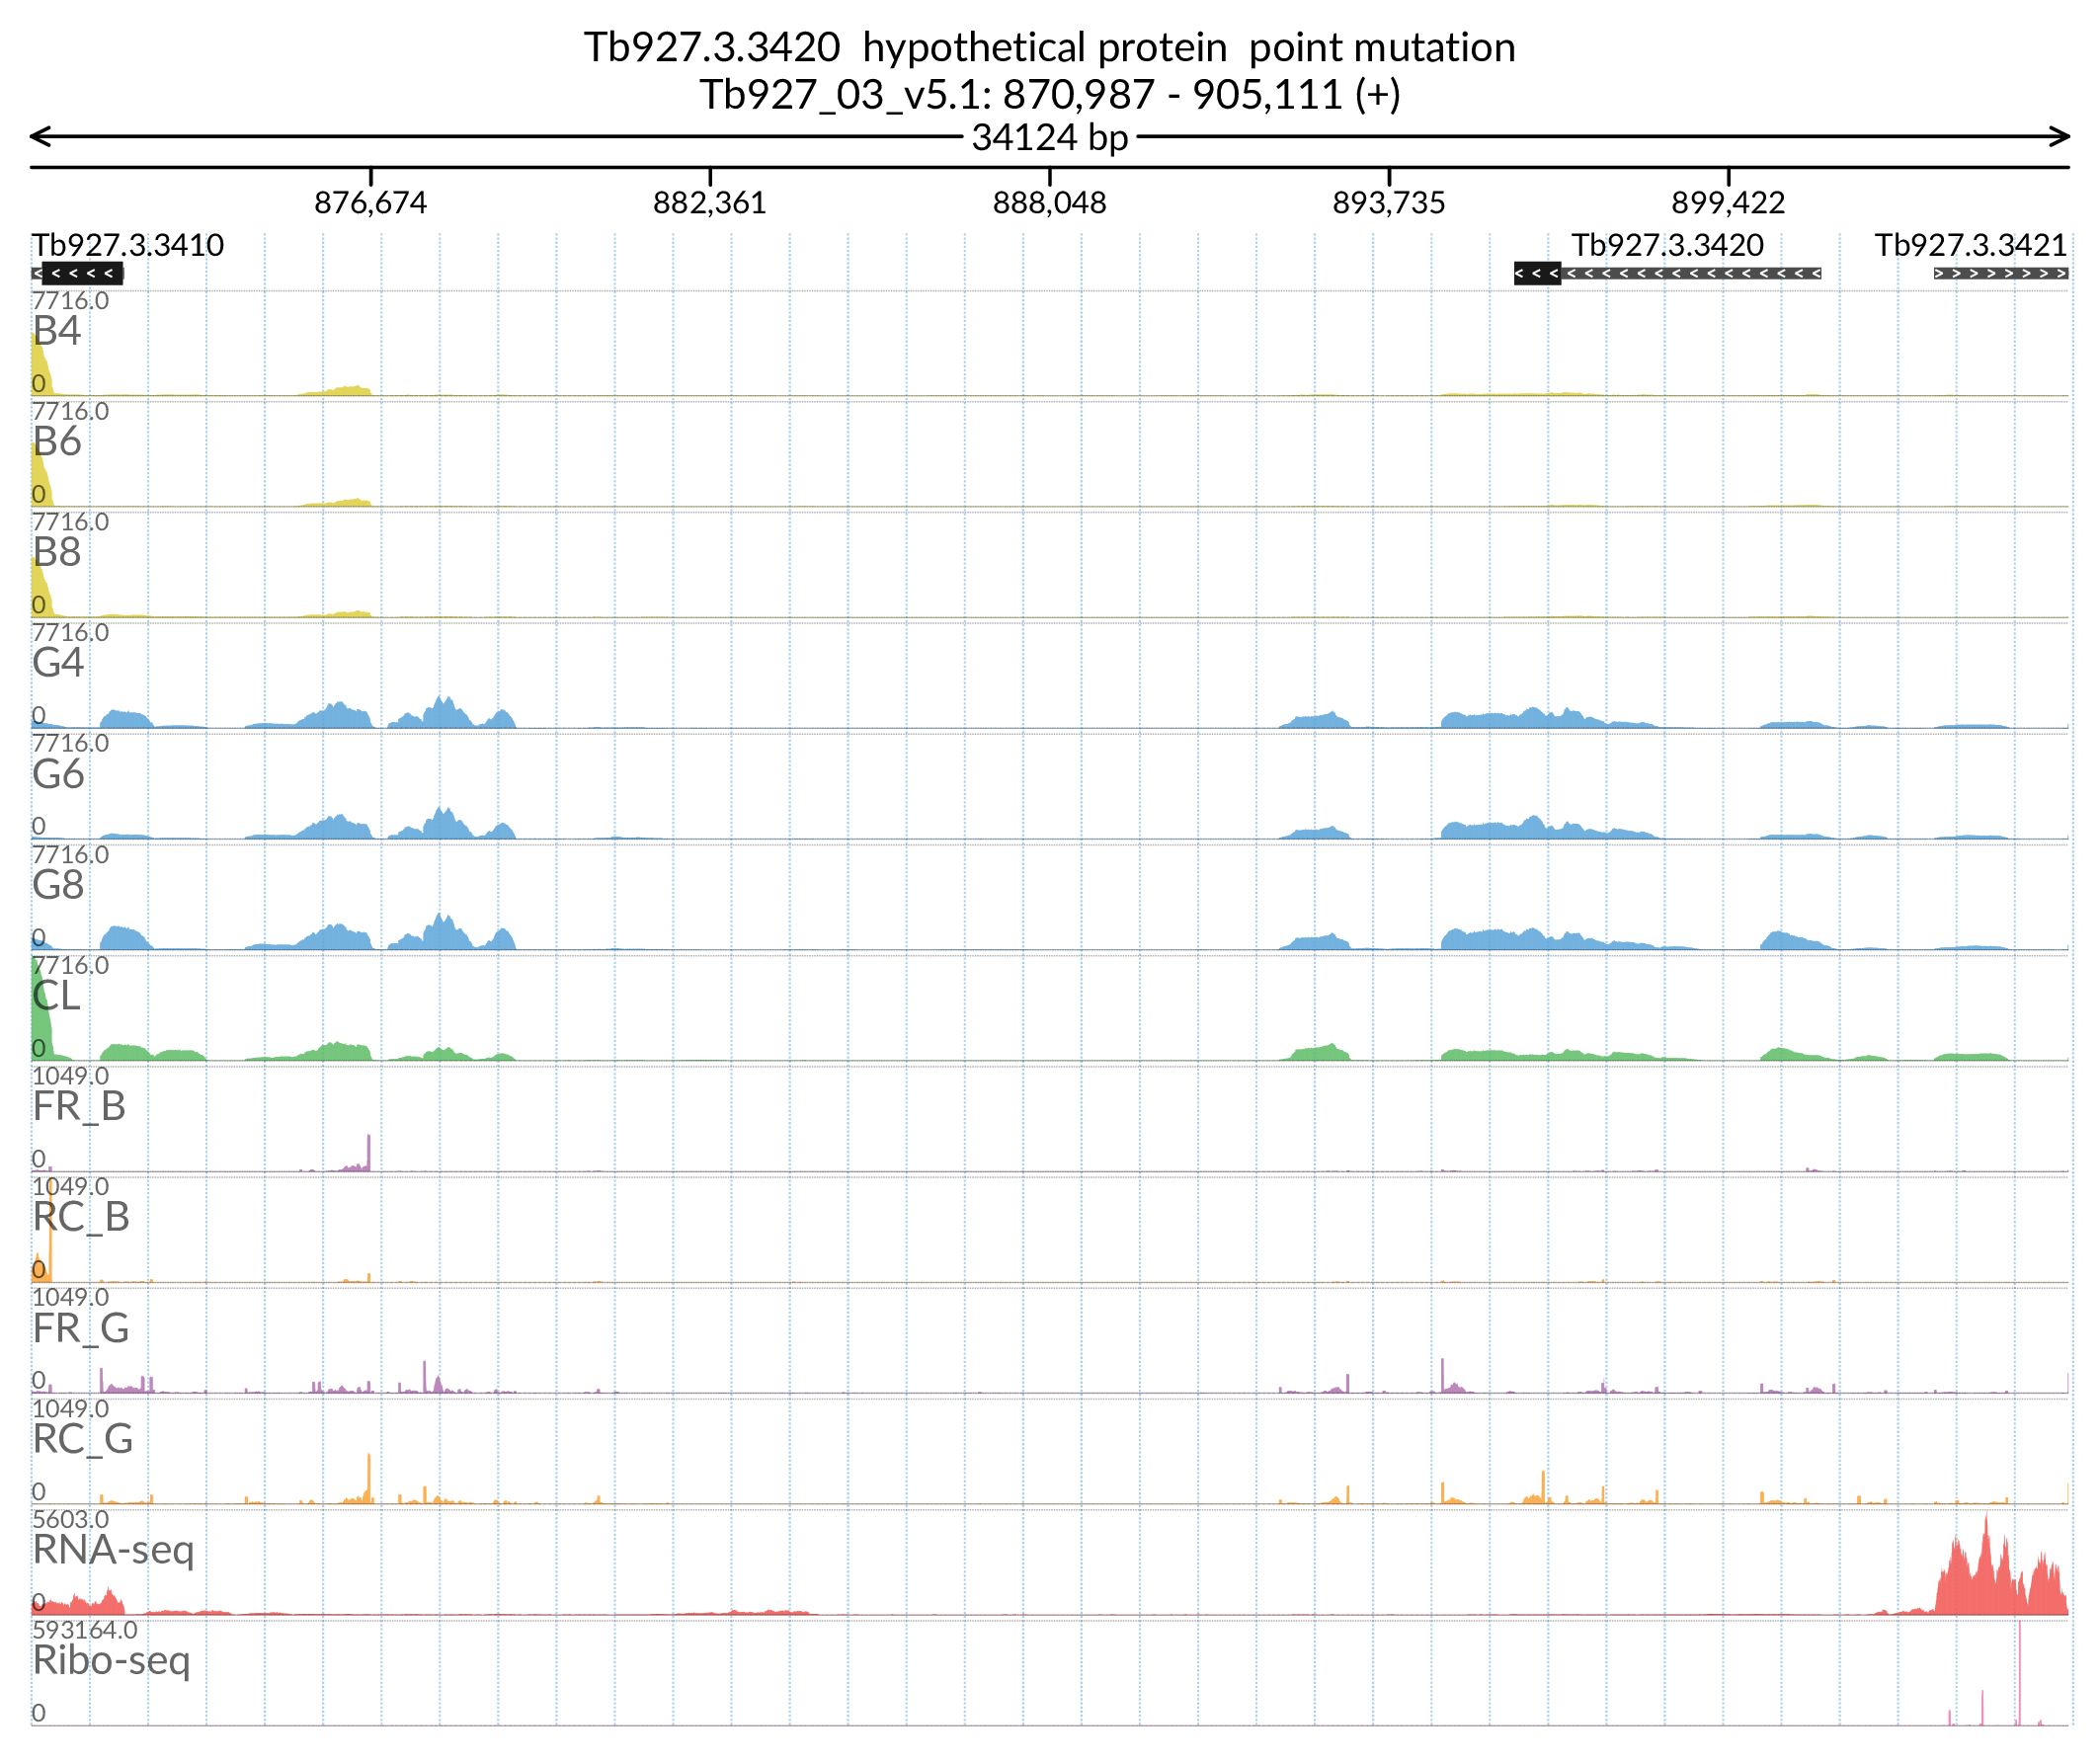 Tb927.3.3420 hypothetical protein point mutation
Tb927_03_v5.1: 870,987 - 905,111 (+)
34124 bp
876,674 882,361 888,048 893,735 899,422
Tb927.3.3410 Tb927.3.3420 Tb927.3.3421
7716.0
B4
0
7716.0
B6
0
7716.0
B8
0
7716.0
G4
0
7716.0
G6
0
7716.0
G8
0
7716.0
CL
0
1049.0
FR_B
0
1049.0
RC_B
0
1049.0
FR_G
0
1049.0
RC_G
0
5603.0
RNA-seq
0
593164.0
Ribo-seq
0